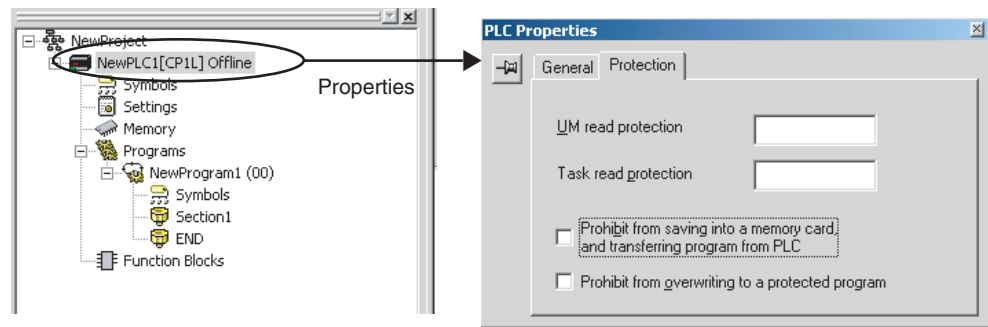 NewProject
NewPLC1[CP1L] Offline
Symbols
Settings
Memory
Programs
NewProgram1 (00)
Symbols
Section1
END
Function Blocks
Properties
PLC Properties
General Protection
UM read protection
Task read protection
Prohibit from saving into a memory card,
and transferring program from PLC
Prohibit from overwriting to a protected program